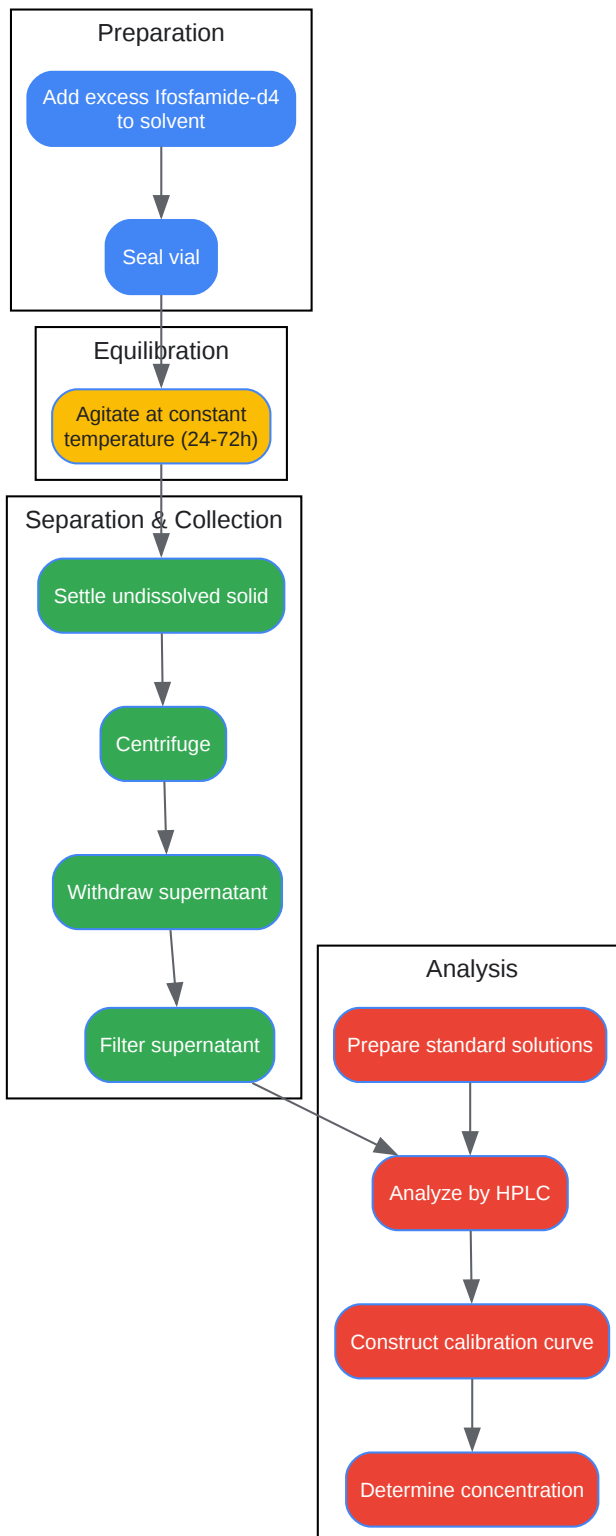 Preparation
Add excess Ifosfamide-d4
to solvent
Seal vial
Equilibration
Agitate at constant
temperature (24-72h)
Separation & Collection
Settle undissolved solid
Centrifuge
Withdraw supernatant
Filter supernatant
Analysis
Prepare standard solutions
Analyze by HPLC
Construct calibration curve
Determine concentration